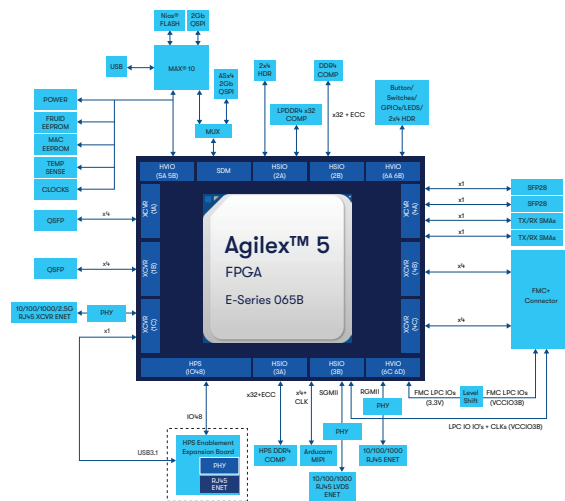 Nios®
FLASH
2Gb
QSPI
USB
MAX® 10
ASx4
2Gb
QSPI
2x4
HDR
DDR4
COMP
Button/
Switches/
GPIOs/LEDS/
2x4 HDR
LPDDR4 x32
COMP
x32 + ECC
POWER
FRUID
EEPROM
MAC
EEPROM
TEMP
SENSE
CLOCKS
MUX
HVIO
(5A 5B)
SDM
HSIO
(2A)
HSIO
(2B)
HVIO
(6A 6B)
XCVR
(1A)
XCVR
(1B)
XCVR
(1C)
XCVR
(4A)
XCVR
(4B)
XCVR
(4C)
Agilex™ 5
FPGA
E-Series 065B
QSFP
x4
QSFP
x4
10/100/1000/2.5G
RJ45 XCVR ENET
PHY
x1
x1
SFP28
x1
SFP28
x1
TX/RX SMAs
x1
TX/RX SMAs
x4
x4
FMC+
Connector
HPS
(IO48)
HSIO
(3A)
HSIO
(3B)
HVIO
(6C 6D)
IO48
x32+ECC
x4+
CLK
SGMII
RGMII
FMC LPC IOs
(3.3V)
Level
Shift
FMC LPC IOs
(VCCIO3B)
LPC IO IO's + CLKs (VCCIO3B)
PHY
PHY
USB3.1
HPS Enablement
Expansion Board
PHY
RJ45
ENET
HPS DDR4
COMP
Arducam
MIPI
10/100/1000
RJ45 LVDS
ENET
10/100/1000
RJ45 ENET